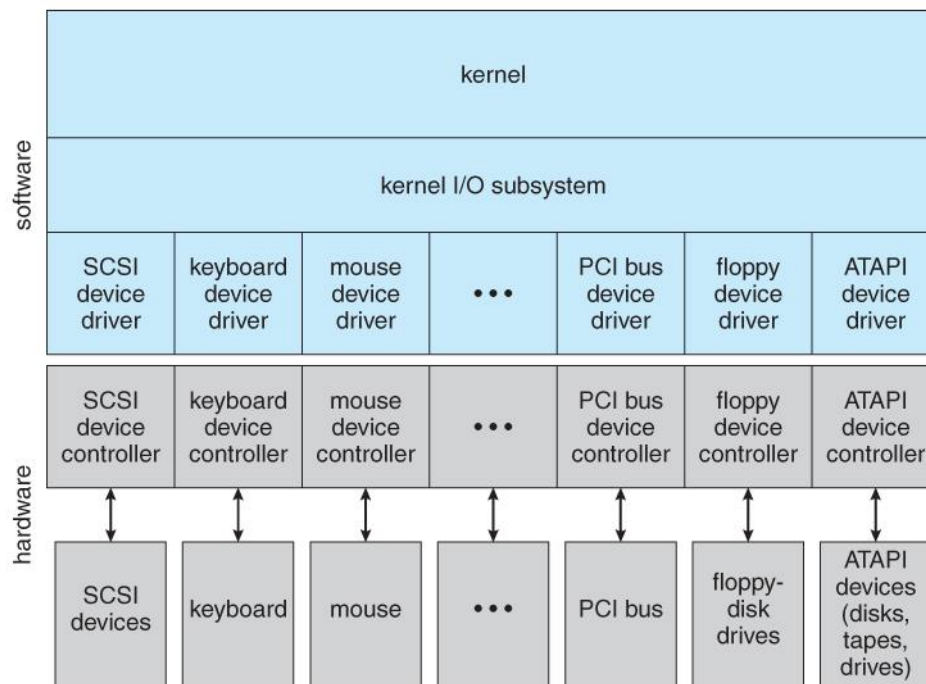 software
kernel
kernel I/O subsystem
SCSI
device
driver
keyboard
device
driver
mouse
device
driver
•••
PCI bus
device
driver
floppy
device
driver
ATAPI
device
driver
hardware
SCSI
device
controller
keyboard
device
controller
mouse
device
controller
•••
PCI bus
device
controller
floppy
device
controller
ATAPI
device
controller
SCSI
devices
keyboard
mouse
•••
PCI bus
floppy-
disk
drives
ATAPI
devices
(disks,
tapes,
drives)